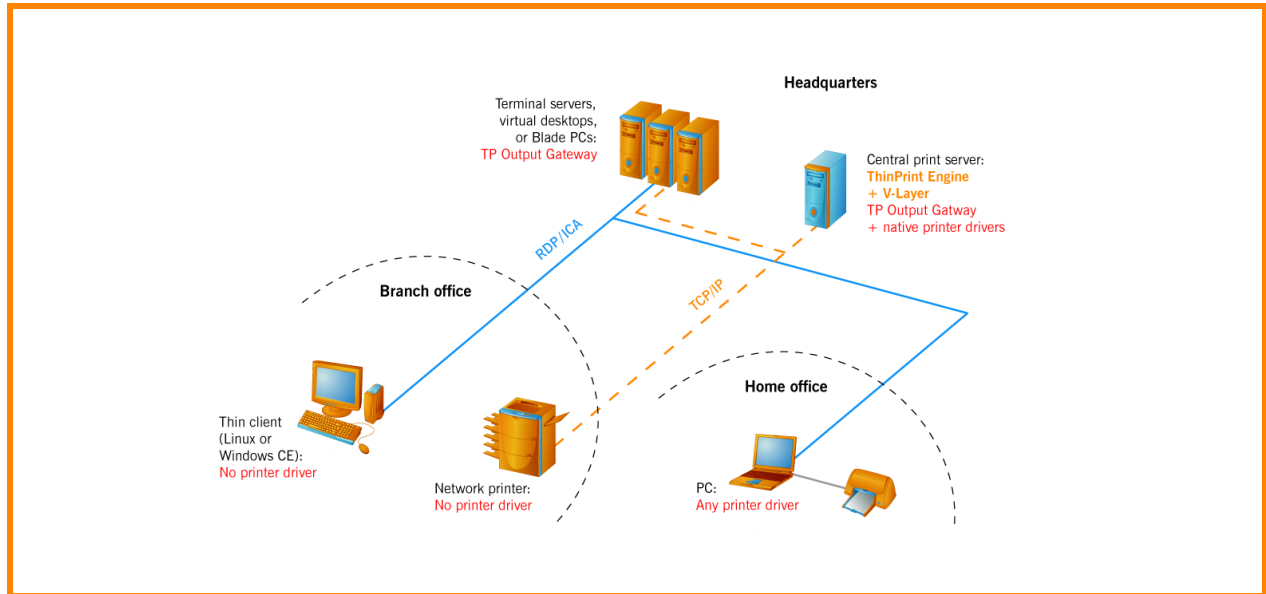 Headquarters
Terminal servers,
virtual desktops,
or Blade PCs:
TP Output Gateway
Central print server:
ThinPrint Engine
+ V-Layer
TP Output Gatway
+ native printer drivers
RDP/ICA
TCP/IP
Branch office
Thin client
(Linux or
Windows CE):
No printer driver
Network printer:
No printer driver
Home office
PC:
Any printer driver